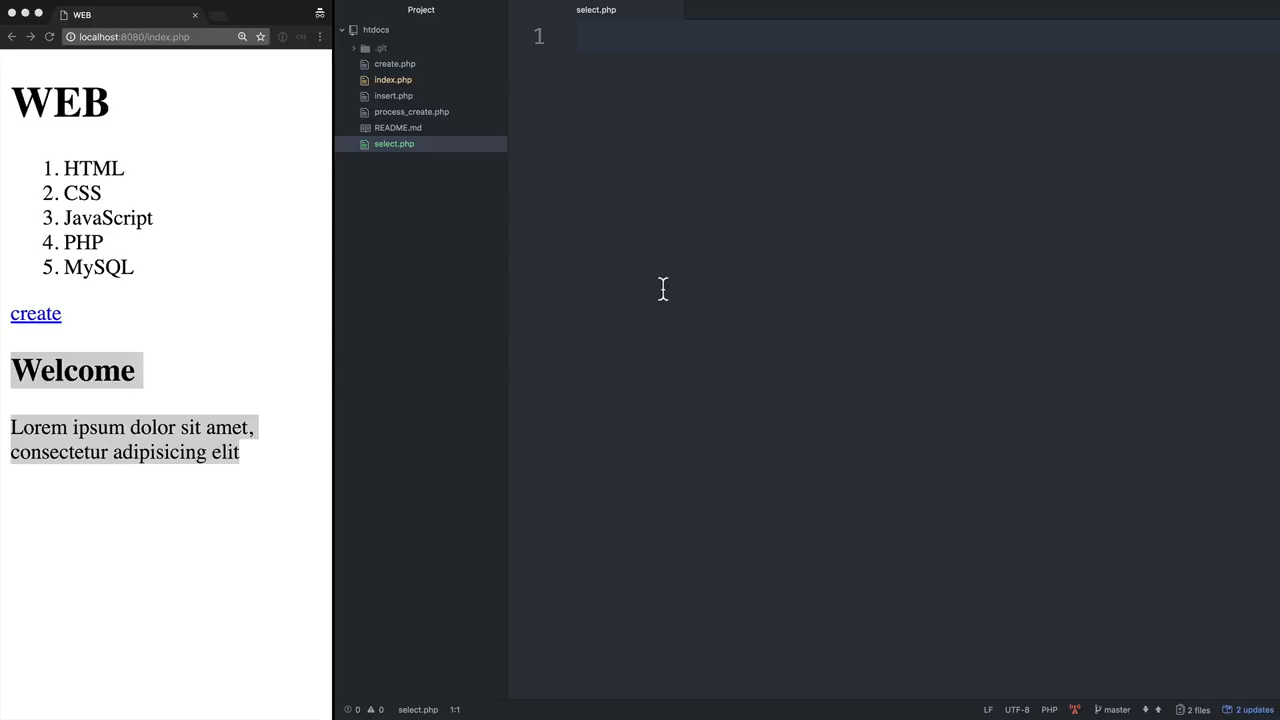 WEB
localhost:8080/index.php
WEB
1. HTML
2. CSS
3. JavaScript
4. PHP
5. MySQL
create
Welcome
Lorem ipsum dolor sit amet,
consectetur adipisicing elit
Project
htdocs
.git
create.php
index.php
insert.php
process_create.php
README.md
select.php
select.php
1
0 0 select.php 1:1
LF UTF-8 PHP master 2 files 2 updates